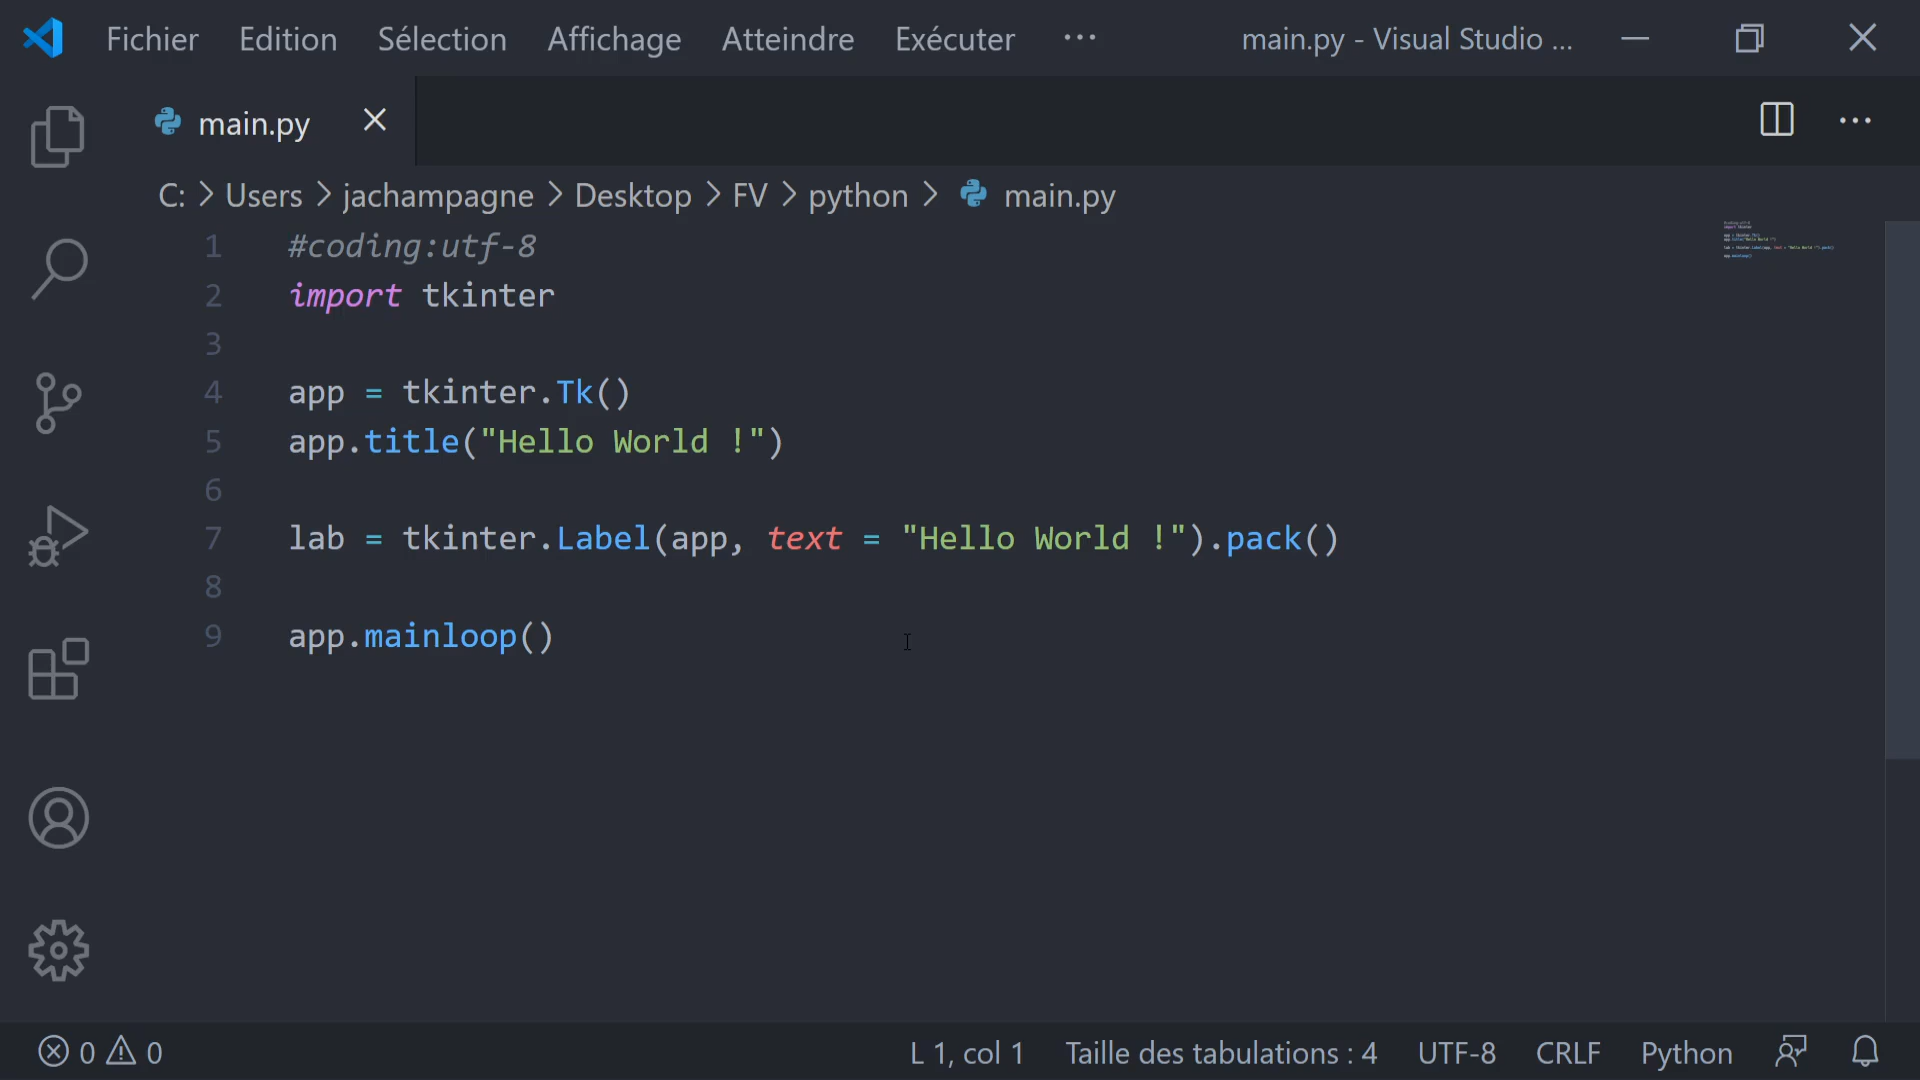 Fichier Edition Sélection Affichage Atteindre Exécuter ··· main.py - Visual Studio ...
main.py
C: > Users > jachampagne > Desktop > FV > python > main.py
1 #coding:utf-8
2 import tkinter
3
4 app = tkinter.Tk()
5 app.title("Hello World !")
6
7 lab = tkinter.Label(app, text = "Hello World !").pack()
8
9 app.mainloop()
0 0 L 1, col 1 Taille des tabulations : 4 UTF-8 CRLF Python